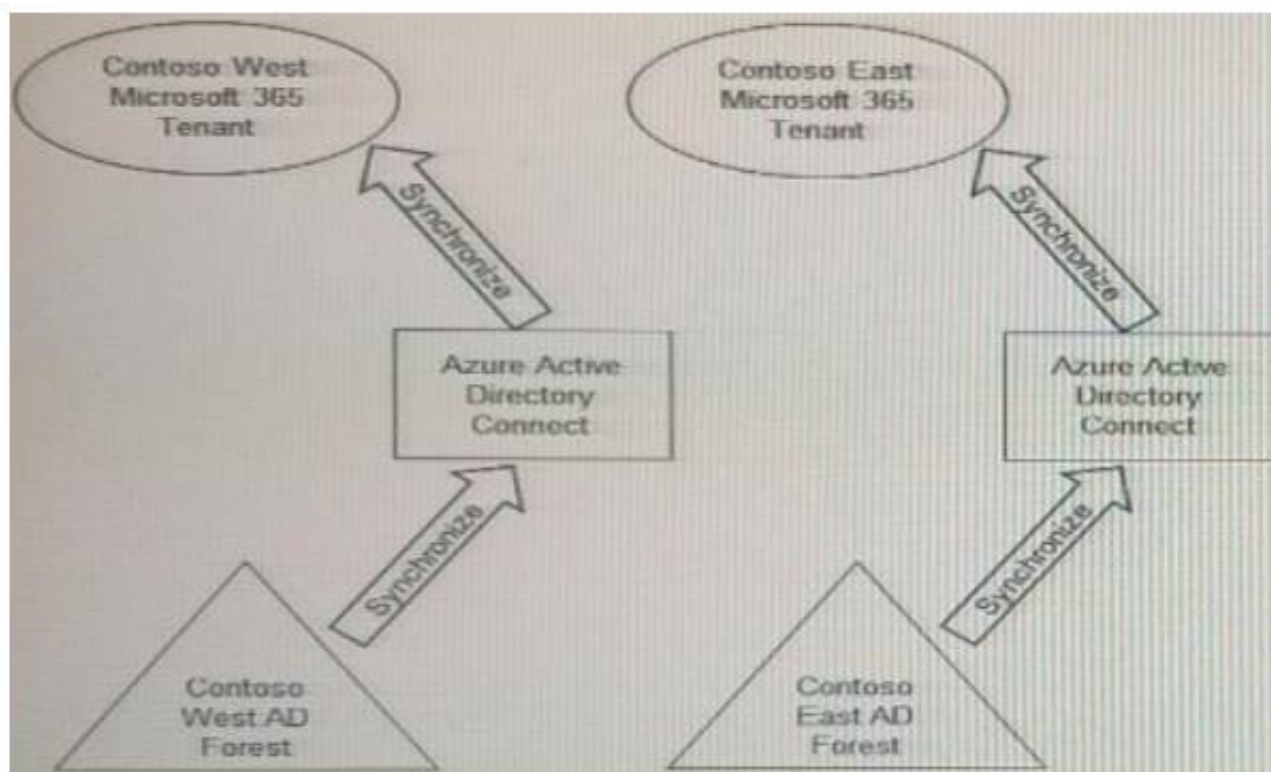 Contoso West
Microsoft 365
Tenant
Contoso East
Microsoft 365
Tenant
Synchronize
Synchronize
Azure Active
Directory
Connect
Azure Active
Directory
Connect
Synchronize
Synchronize
Contoso
West AD
Forest
Contoso
East AD
Forest